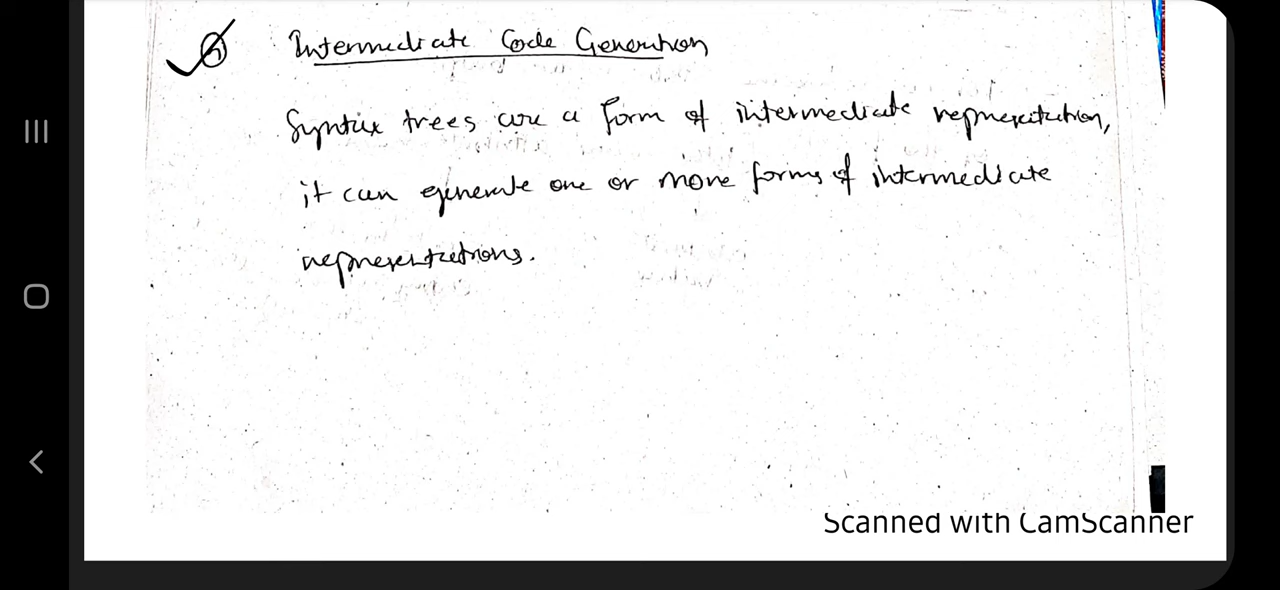 6 Intermediate Code Generation
Syntax trees are a form of intermediate representation,
it can generate one or more forms of intermediate
representations.
Scanned with CamScanner